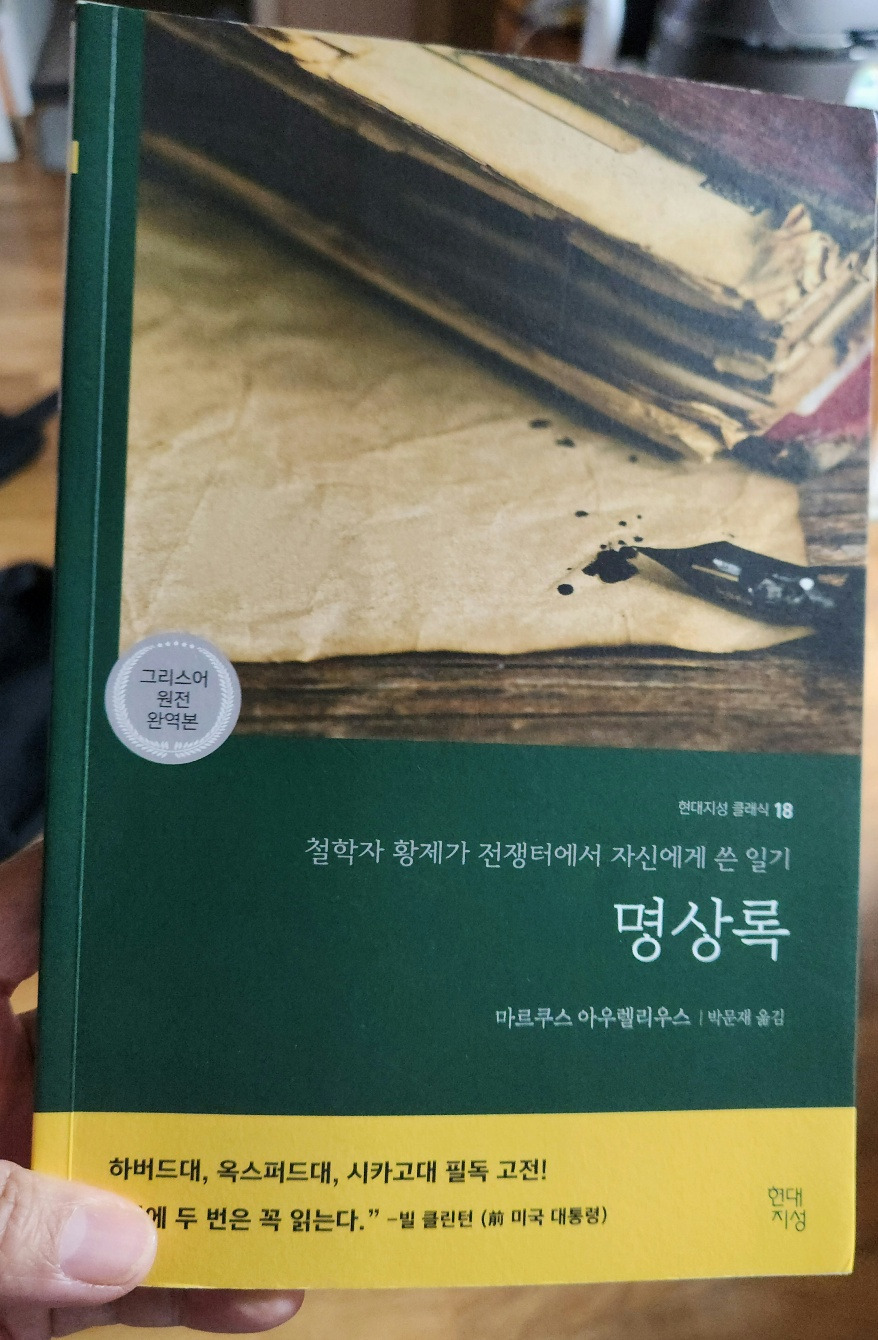 그리스어
원전
완역본
현대지성 클래식 18
철학자 황제가 전쟁터에서 자신에게 쓴 일기
명상록
마르쿠스 아우렐리우스 | 박문재 옮김
하버드대, 옥스퍼드대, 시카고대 필독 고전!
에 두 번은 꼭 읽는다.” –빌 클린턴 (前 미국 대통령)
현대
지성